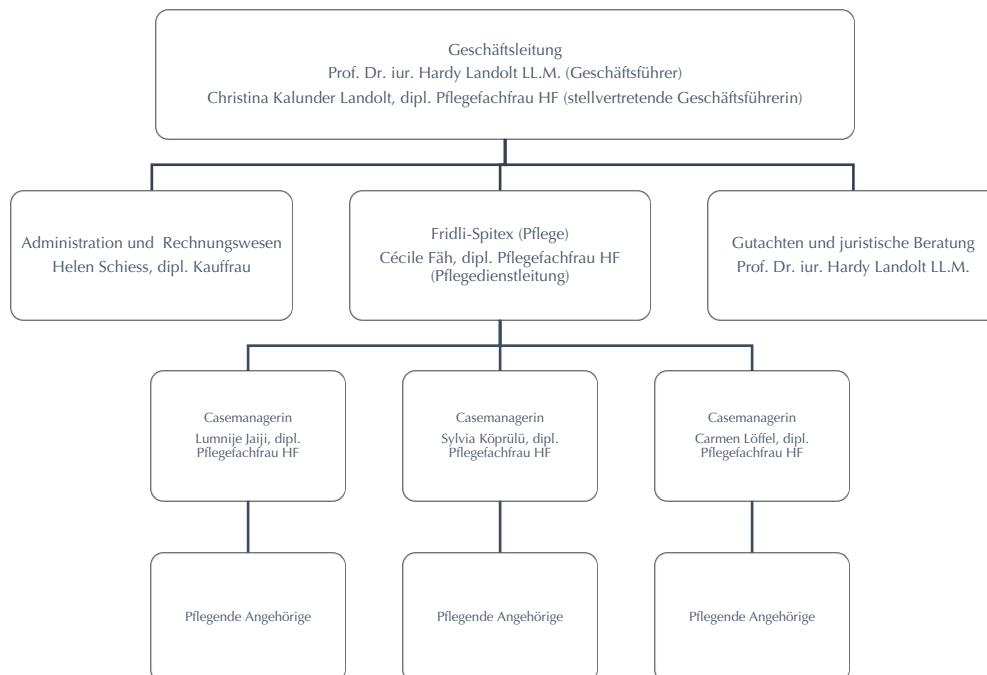 Geschäftsleitung
Prof. Dr. iur. Hardy Landolt LL.M. (Geschäftsführer)
Christina Kalunder Landolt, dipl. Pflegefachfrau HF (stellvertretende Geschäftsführerin)
Administration und Rechnungswesen
Helen Schiess, dipl. Kauffrau
Fridli-Spitex (Pflege)
Cécile Fäh, dipl. Pflegefachfrau HF
(Pflegedienstleitung)
Gutachten und juristische Beratung
Prof. Dr. iur. Hardy Landolt LL.M.
Casemanagerin
Lumnije Jaiji, dipl.
Pflegefachfrau HF
Casemanagerin
Sylvia Köprülü, dipl.
Pflegefachfrau HF
Casemanagerin
Carmen Löffel, dipl.
Pflegefachfrau HF
Pflegende Angehörige
Pflegende Angehörige
Pflegende Angehörige